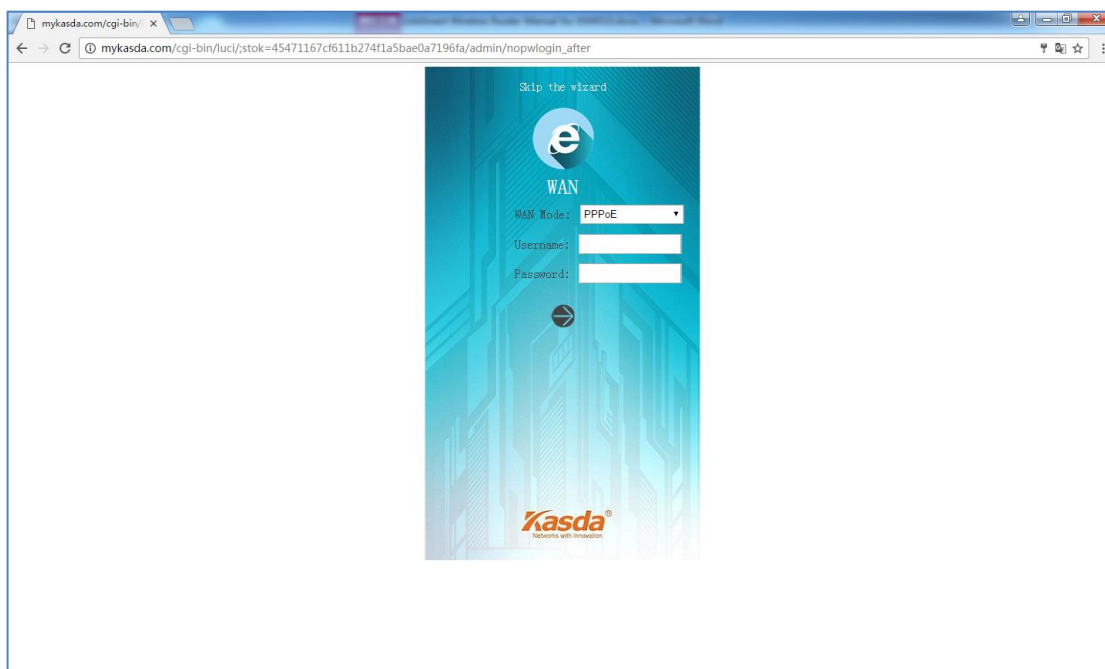 mykasda.com/cgi-bin/l
mykasda.com/cgi-bin/luci/;stok=45471167cf611b274f1a5bae0a7196fa/admin/nopwlogin_after
Skip the wizard
WAN
WAN Mode: PPPoE
Username:
Password:
Kasda®
Networks with Innovation